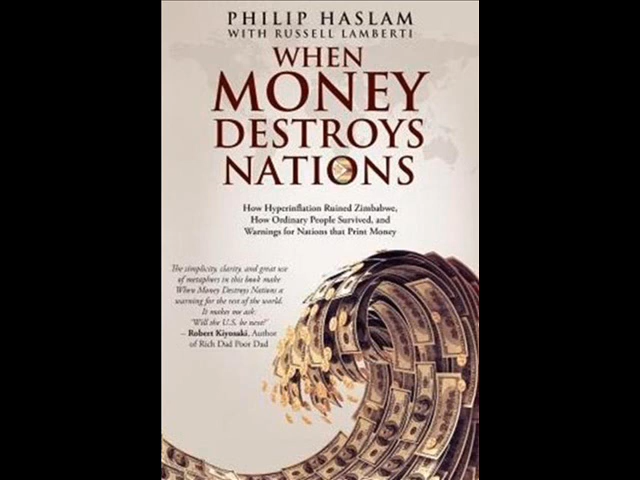 PHILIP HASLAM
WITH RUSSELL LAMBERTI
WHEN
MONEY
DESTROYS
NATIONS
How Hyperinflation Ruined Zimbabwe,
How Ordinary People Survived, and
Warnings for Nations that Print Money
The simplicity, clarity, and great use
of metaphors in this book make
When Money Destroys Nations a
warning for the rest of the world.
It makes me ask:
"Will the U.S. be next?"
– Robert Kiyosaki, Author
of Rich Dad Poor Dad